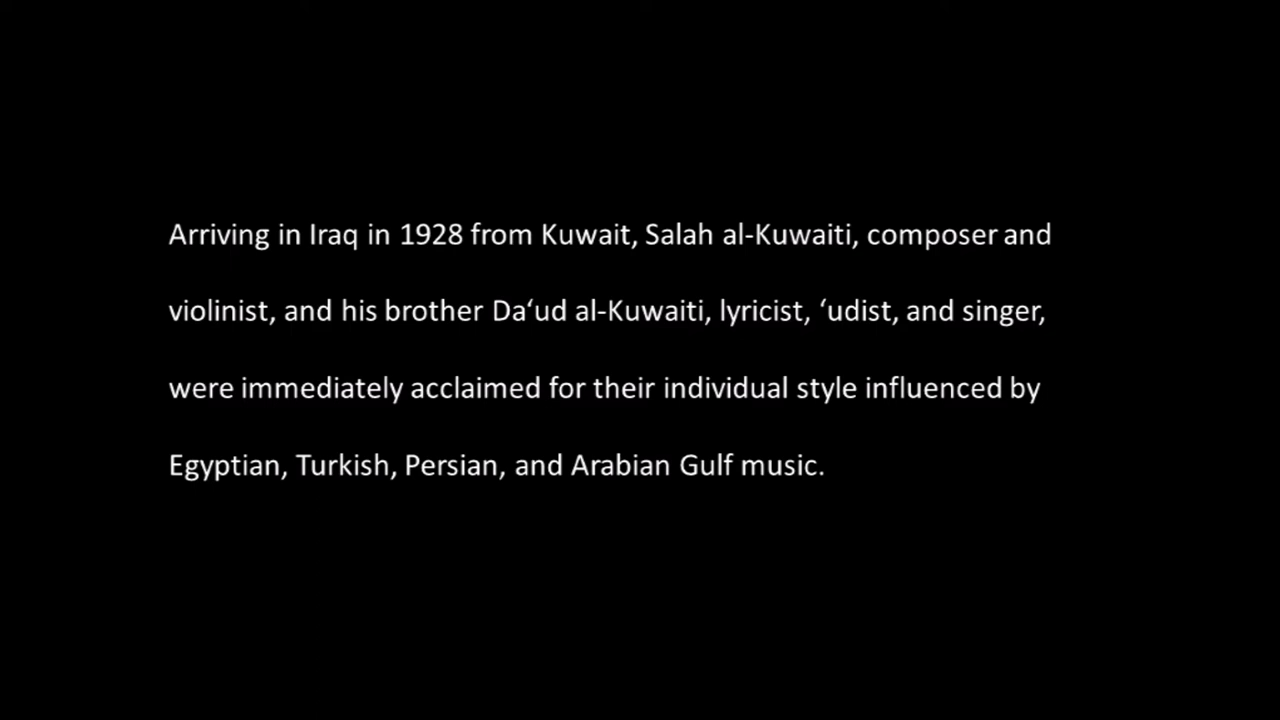 Arriving in Iraq in 1928 from Kuwait, Salah al-Kuwaiti, composer and
violinist, and his brother Da‘ud al-Kuwaiti, lyricist, ‘udist, and singer,
were immediately acclaimed for their individual style influenced by
Egyptian, Turkish, Persian, and Arabian Gulf music.